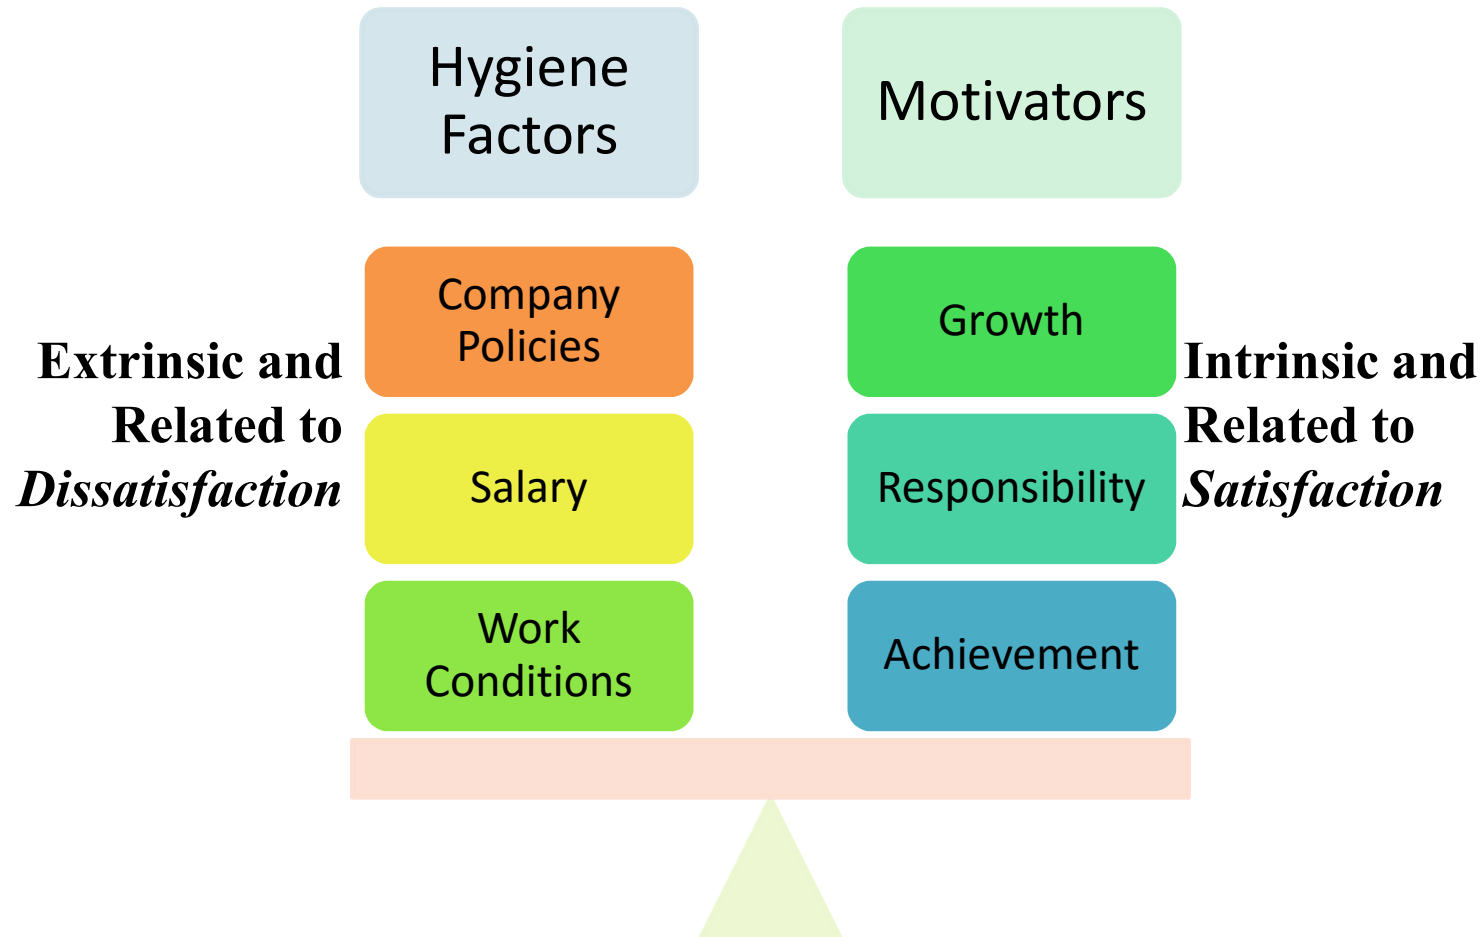 Hygiene
Factors
Motivators
Company
Policies
Growth
Extrinsic and
Related to
Dissatisfaction
Intrinsic and
Related to
Satisfaction
Salary
Responsibility
Work
Conditions
Achievement